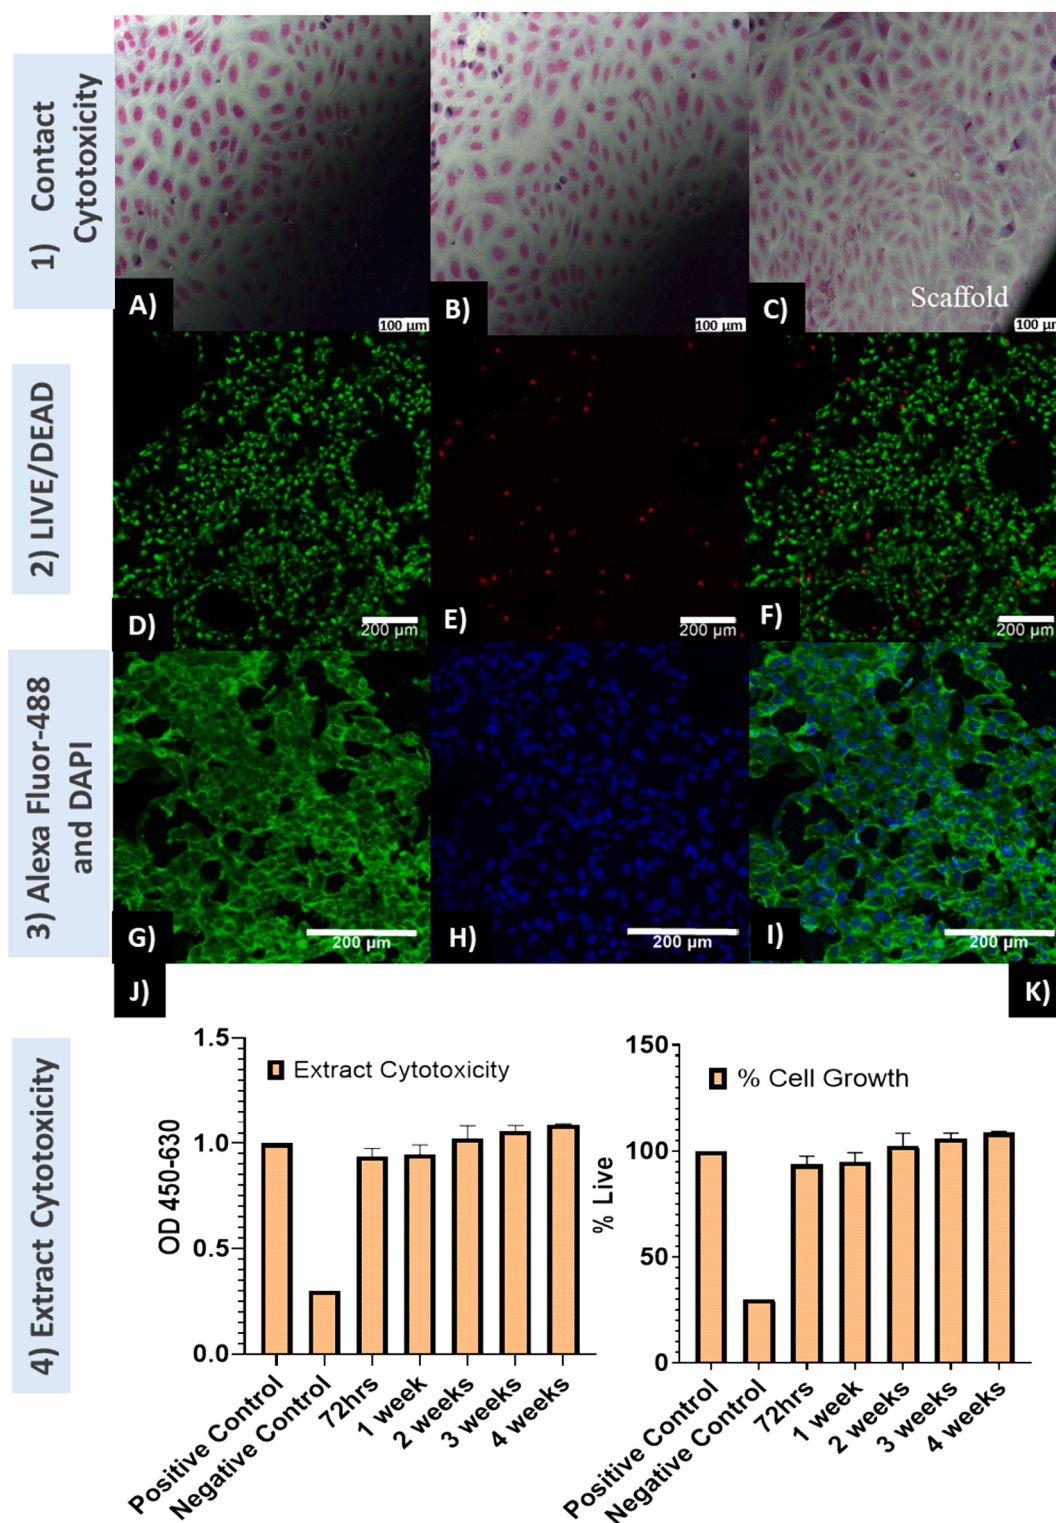 1) Contact
Cytotoxicity
A)
100 µm
B)
100 µm
Scaffold
C)
100 µm
2) LIVE/DEAD
D)
200 µm
E)
200 µm
F)
200 µm
3) Alexa Fluor-488
and DAPI
G)
200 µm
H)
200 µm
I)
200 µm
4) Extract Cytotoxicity
J)
Extract Cytotoxicity
OD 450-630
1.5
1.0
0.5
0.0
Positive Control
Negative Control
72hrs
1 week
2 weeks
3 weeks
4 weeks
K)
% Cell Growth
% Live
150
100
50
0
Positive Control
Negative Control
72hrs
1 week
2 weeks
3 weeks
4 weeks